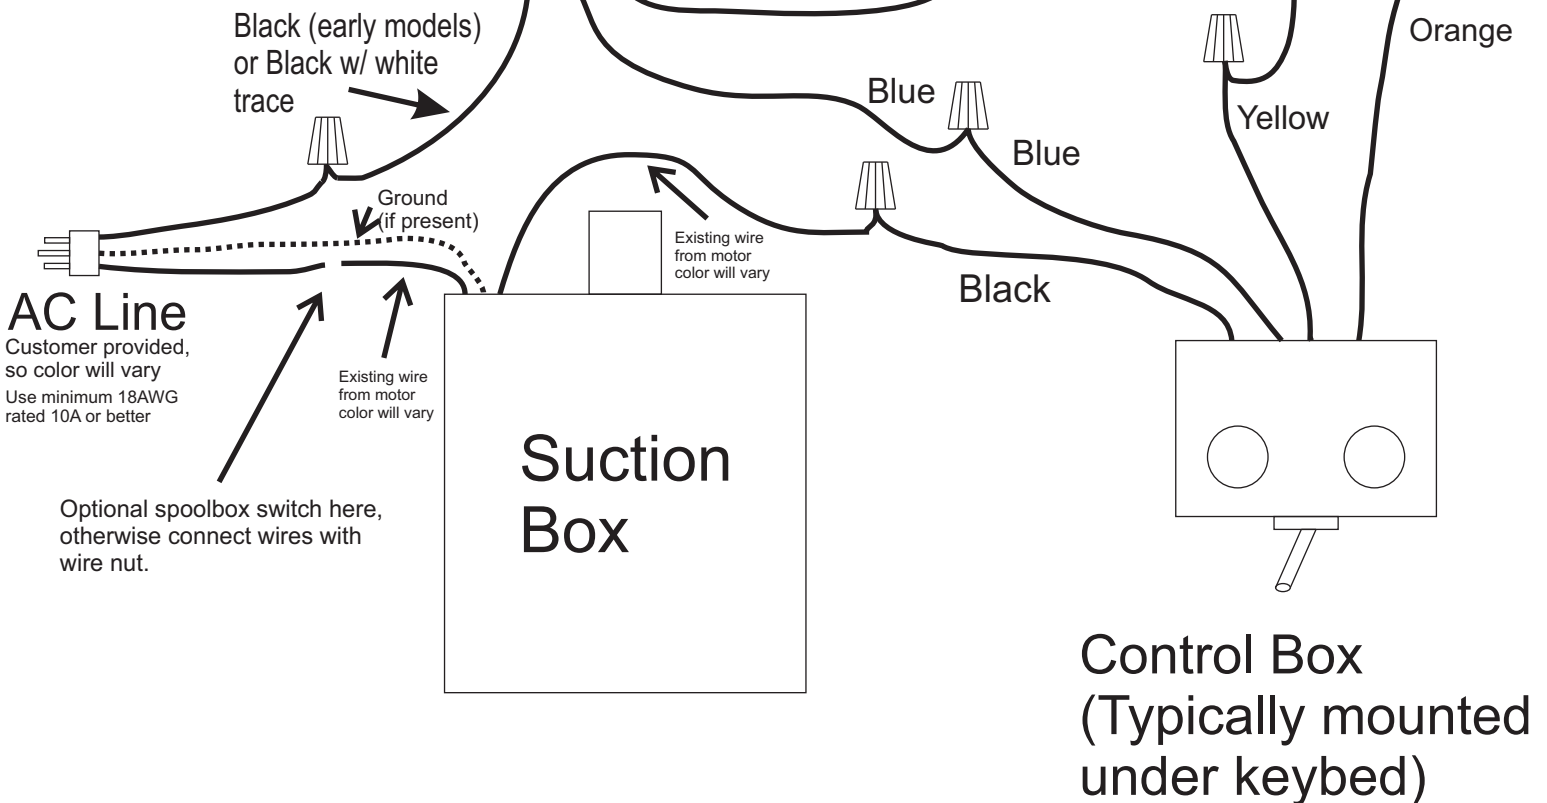 Black (early models)
or Black w/ white
trace
Orange
Blue
Yellow
Blue
Ground
(if present)
Existing wire
from motor
color will vary
Black
AC Line
Customer provided,
so color will vary
Use minimum 18AWG
rated 10A or better
Existing wire
from motor
color will vary
Suction
Box
Optional spoolbox switch here,
otherwise connect wires with
wire nut.
Control Box
(Typically mounted
under keybed)